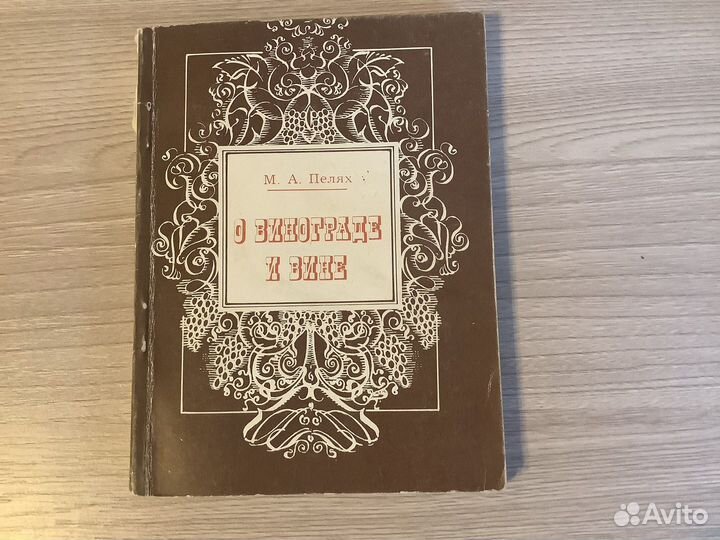 М. А. Пелях
О ВИНОГРАДЕ
И ВИНЕ
Avito